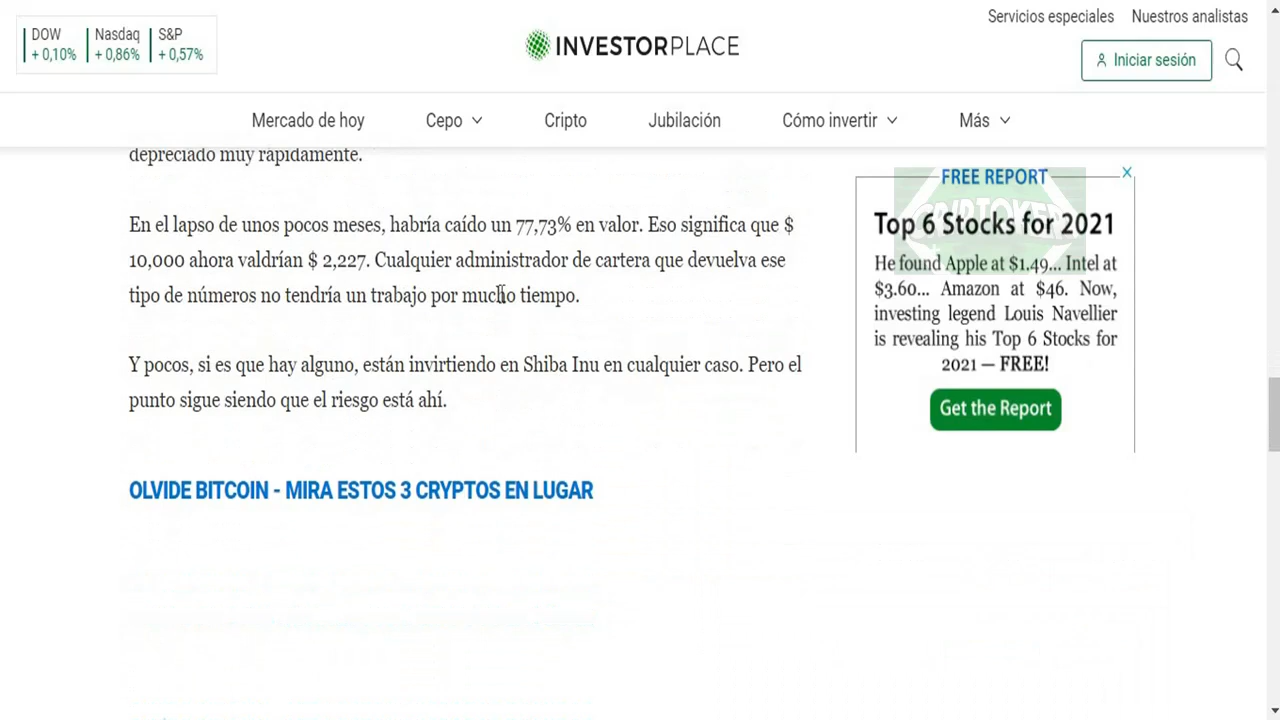 DOW
+ 0,10%
Nasdaq
+ 0,86%
S&P
+ 0,57%
INVESTORPLACE
Servicios especiales
Nuestros analistas
Iniciar sesión
Mercado de hoy
Cepo
Cripto
Jubilación
Cómo invertir
Más
depreciado muy rápidamente.
En el lapso de unos pocos meses, habría caído un 77,73% en valor. Eso significa que $
10,000 ahora valdrían $ 2,227. Cualquier administrador de cartera que devuelva ese
tipo de números no tendría un trabajo por mucho tiempo.
Y pocos, si es que hay alguno, están invirtiendo en Shiba Inu en cualquier caso. Pero el
punto sigue siendo que el riesgo está ahí.
OLVIDE BITCOIN - MIRA ESTOS 3 CRYPTOS EN LUGAR
FREE REPORT
Top 6 Stocks for 2021
He found Apple at $1.49... Intel at
$3.60... Amazon at $46. Now,
investing legend Louis Navellier
is revealing his Top 6 Stocks for
2021 — FREE!
Get the Report